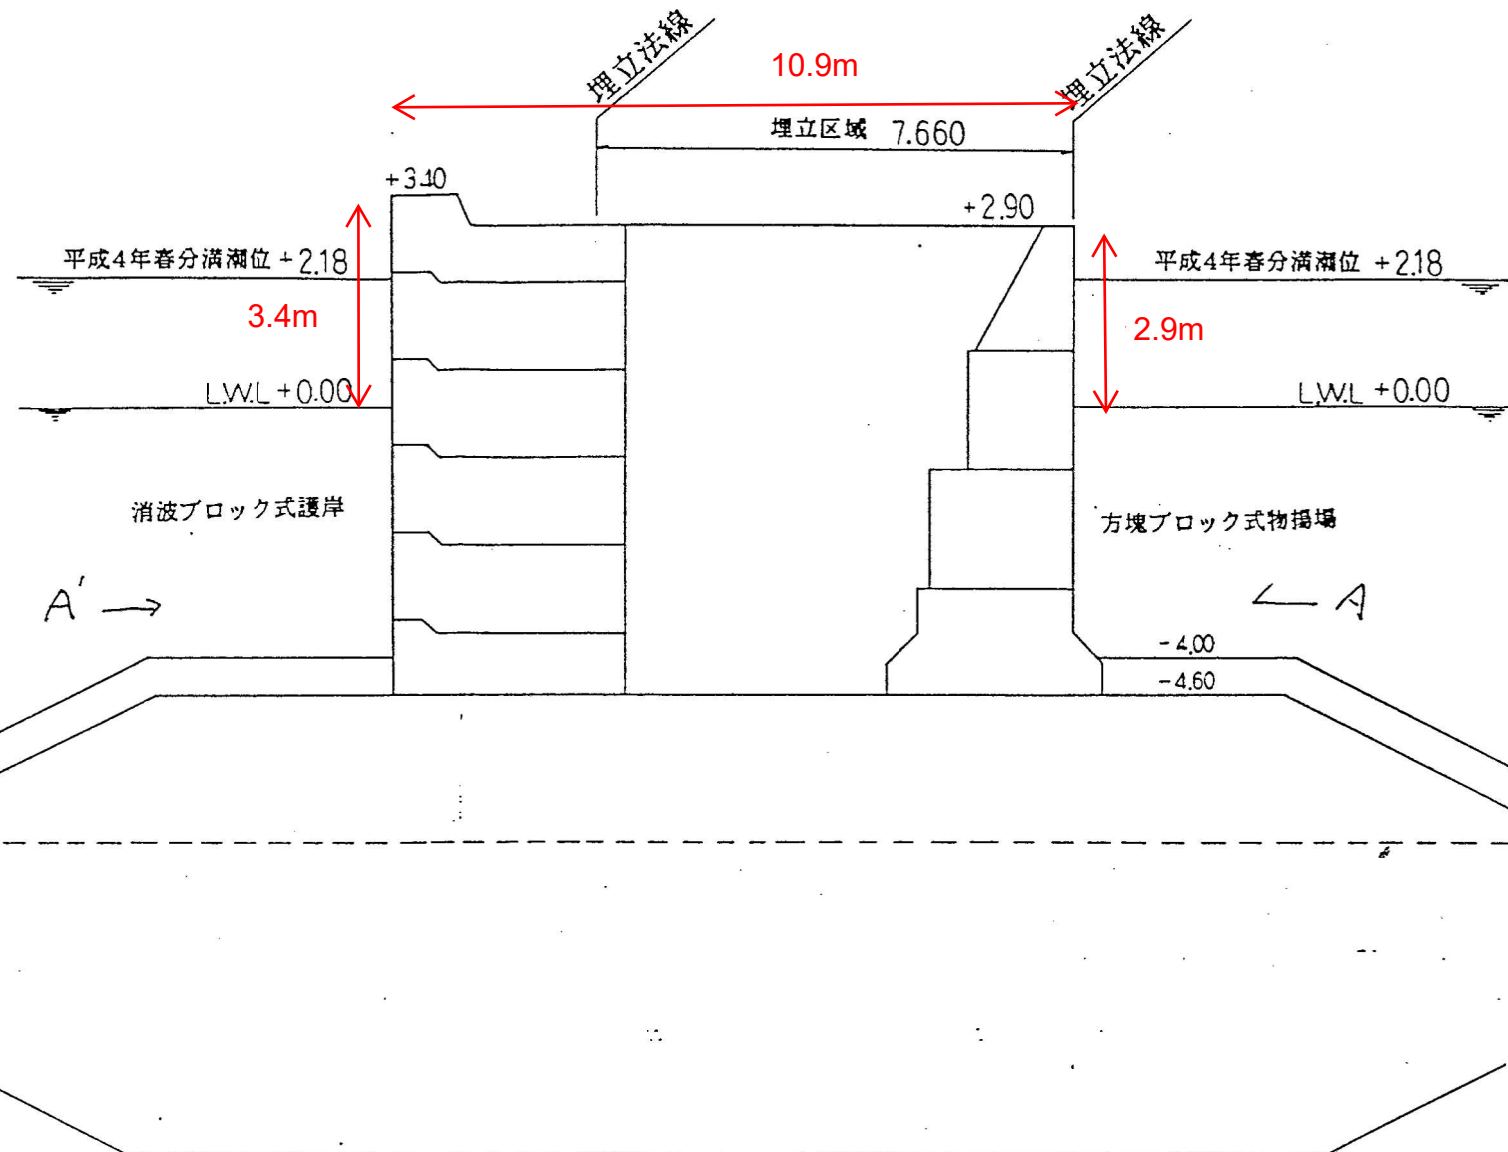 埋立法線
埋立法線
10.9m
埋立区域 7.660
+3.40
+2.90
平成4年春分満潮位 +2.18
平成4年春分満潮位 +2.18
3.4m
2.9m
L.W.L +0.00
L.W.L +0.00
消波ブロック式護岸
方塊ブロック式物揚場
A' →
← A
-4.00
-4.60